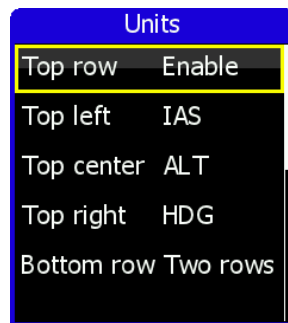 Units
Top row Enable
Top left IAS
Top center ALT
Top right HDG
Bottom row Two rows